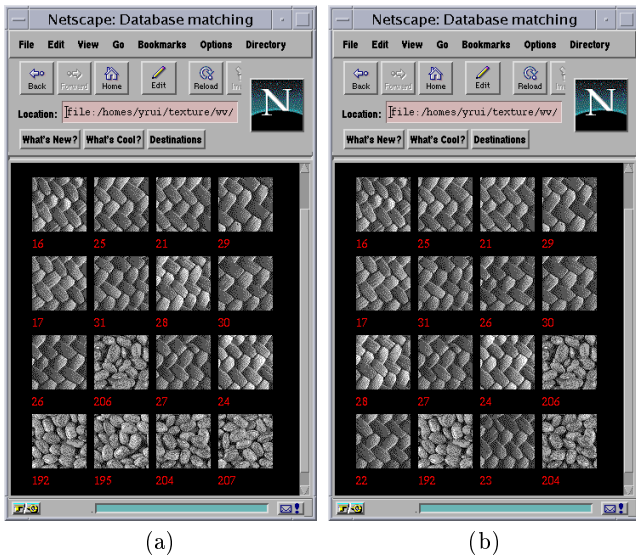 Netscape: Database matching
File Edit View Go Bookmarks Options Directory
Back Forward Home Edit Reload
N
Location: file:/homes/yrui/texture/wv/
What's New? What's Cool? Destinations
16 25 21 29
17 31 28 30
26 206 27 24
192 195 204 207
(a)
Netscape: Database matching
File Edit View Go Bookmarks Options Directory
Back Forward Home Edit Reload
N
Location: file:/homes/yrui/texture/wv/
What's New? What's Cool? Destinations
16 25 21 29
17 31 26 30
28 27 24 206
22 192 23 204
(b)